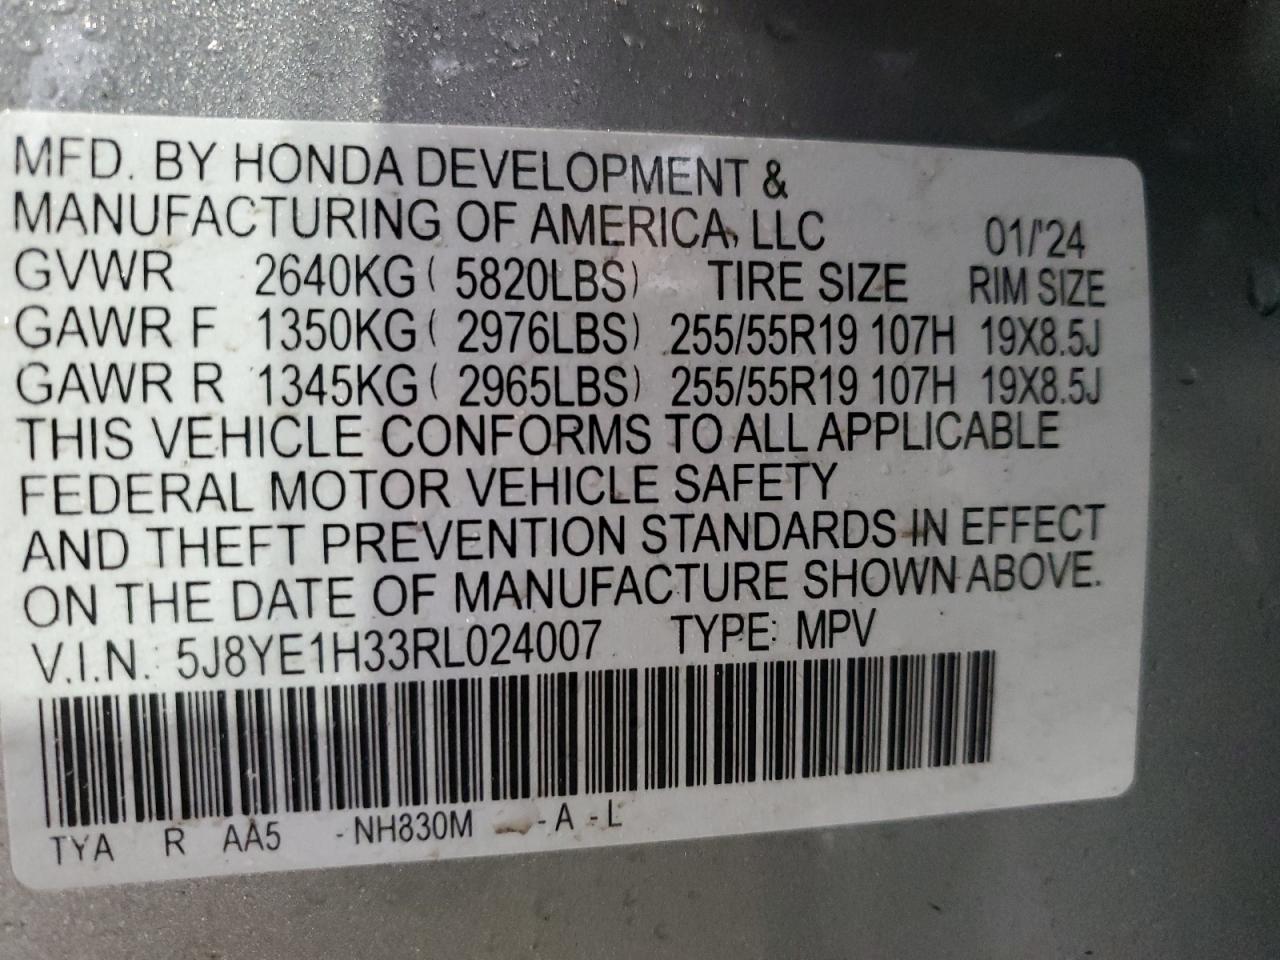 MFD. BY HONDA DEVELOPMENT &
MANUFACTURING OF AMERICA, LLC 01/'24
GVWR 2640KG ( 5820LBS) TIRE SIZE RIM SIZE
GAWR F 1350KG ( 2976LBS) 255/55R19 107H 19X8.5J
GAWR R 1345KG ( 2965LBS) 255/55R19 107H 19X8.5J
THIS VEHICLE CONFORMS TO ALL APPLICABLE
FEDERAL MOTOR VEHICLE SAFETY
AND THEFT PREVENTION STANDARDS IN EFFECT
ON THE DATE OF MANUFACTURE SHOWN ABOVE.
V.I.N.: 5J8YE1H33RL024007 TYPE: MPV
TYA R AA5 -NH830M -A -L